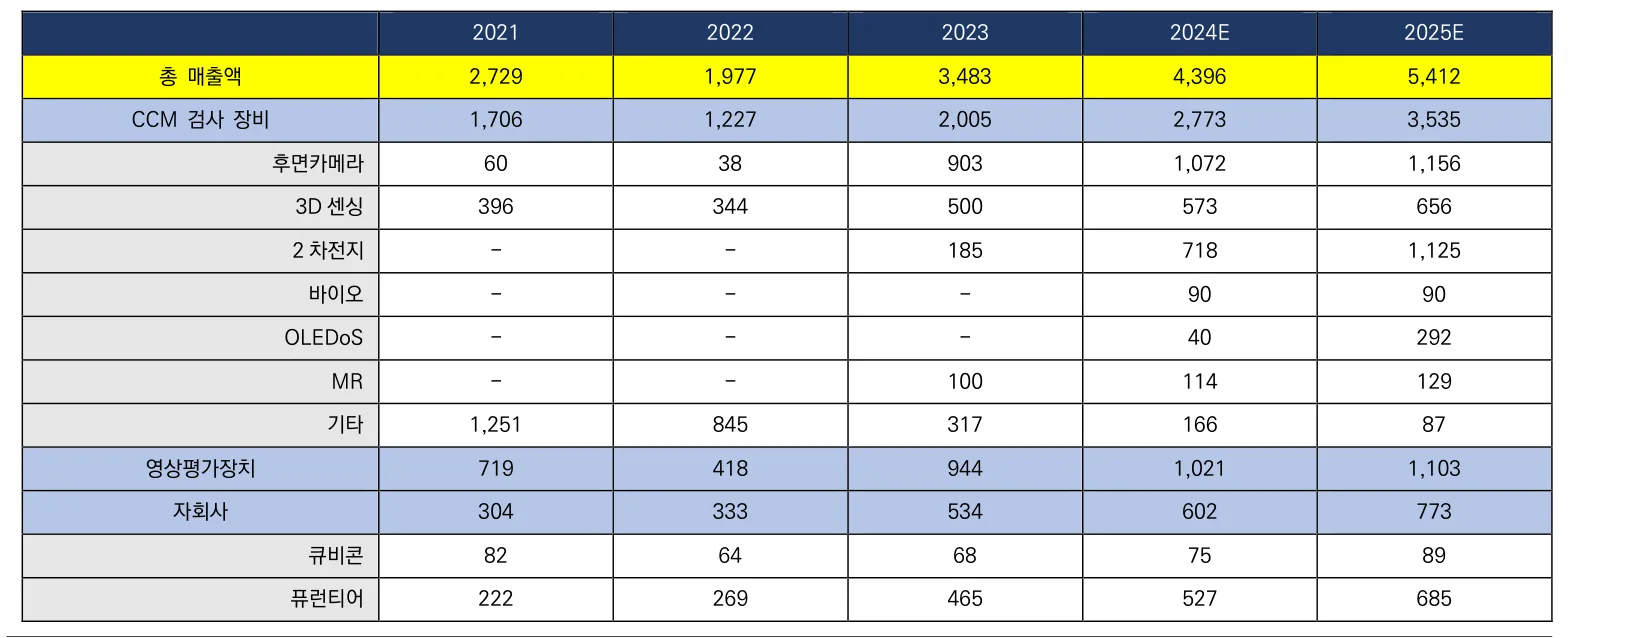 2021 2022 2023 2024E 2025E
총 매출액 2,729 1,977 3,483 4,396 5,412
CCM 검사 장비 1,706 1,227 2,005 2,773 3,535
후면카메라 60 38 903 1,072 1,156
3D 센싱 396 344 500 573 656
2 차전지 - - 185 718 1,125
바이오 - - - 90 90
OLEDoS - - - 40 292
MR - - 100 114 129
기타 1,251 845 317 166 87
영상평가장치 719 418 944 1,021 1,103
자회사 304 333 534 602 773
큐비콘 82 64 68 75 89
퓨런티어 222 269 465 527 685